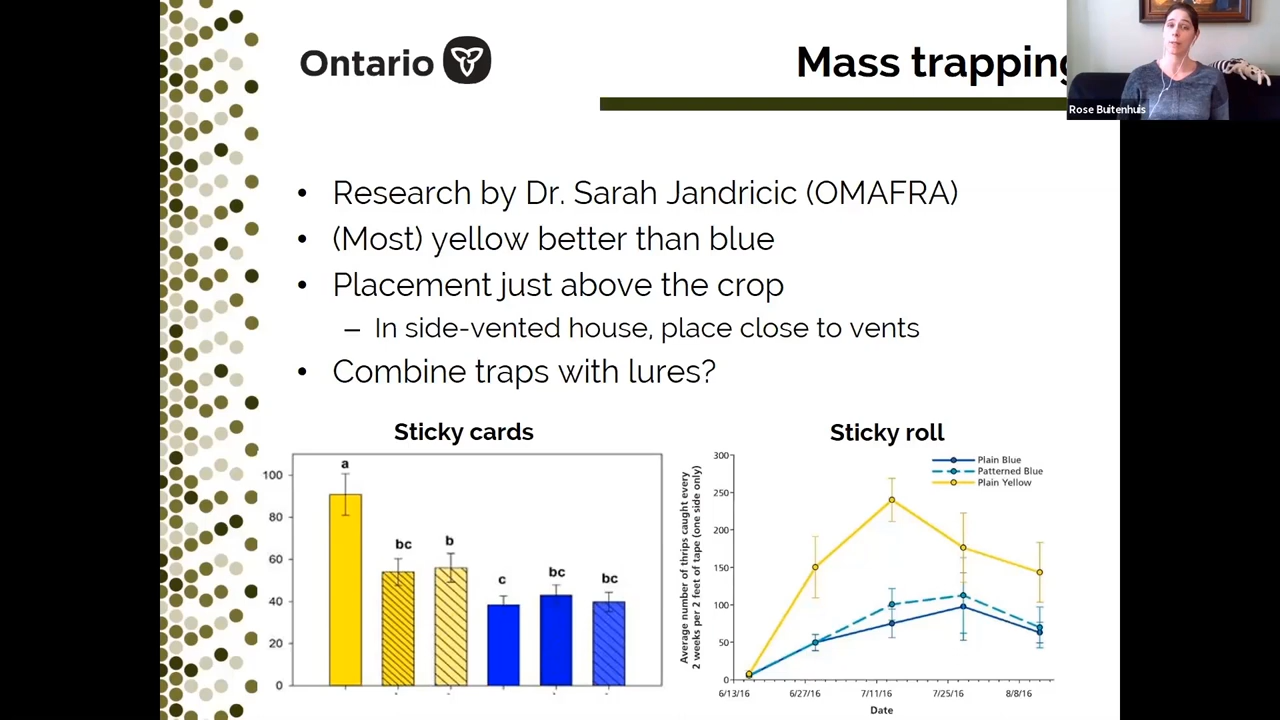 Ontario
Mass trapping
Rose Buitenhuis
• Research by Dr. Sarah Jandricic (OMAFRA)
• (Most) yellow better than blue
• Placement just above the crop
– In side-vented house, place close to vents
• Combine traps with lures?
Sticky cards
100
80
60
40
20
0
a
bc
b
c
bc
bc
Sticky roll
Average number of thrips caught every
2 weeks per 2 feet of tape (one side only)
300
250
200
150
100
50
0
Plain Blue
Patterned Blue
Plain Yellow
6/13/16
6/27/16
7/11/16
7/25/16
8/8/16
Date